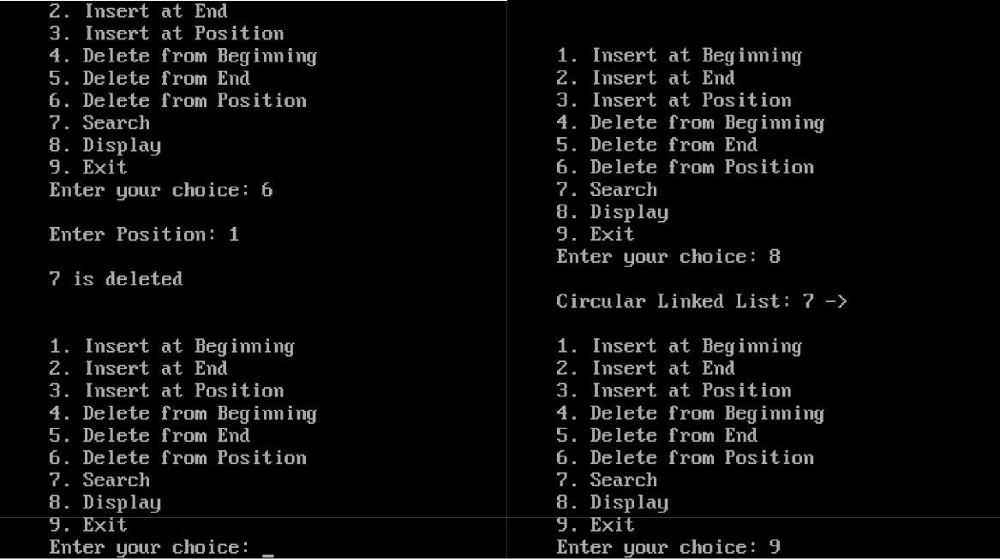 2. Insert at End
3. Insert at Position
4. Delete from Beginning
5. Delete from End
6. Delete from Position
7. Search
8. Display
9. Exit
Enter your choice: 6
Enter Position: 1
7 is deleted
1. Insert at Beginning
2. Insert at End
3. Insert at Position
4. Delete from Beginning
5. Delete from End
6. Delete from Position
7. Search
8. Display
9. Exit
Enter your choice: _
1. Insert at Beginning
2. Insert at End
3. Insert at Position
4. Delete from Beginning
5. Delete from End
6. Delete from Position
7. Search
8. Display
9. Exit
Enter your choice: 8
Circular Linked List: 7 ->
1. Insert at Beginning
2. Insert at End
3. Insert at Position
4. Delete from Beginning
5. Delete from End
6. Delete from Position
7. Search
8. Display
9. Exit
Enter your choice: 9